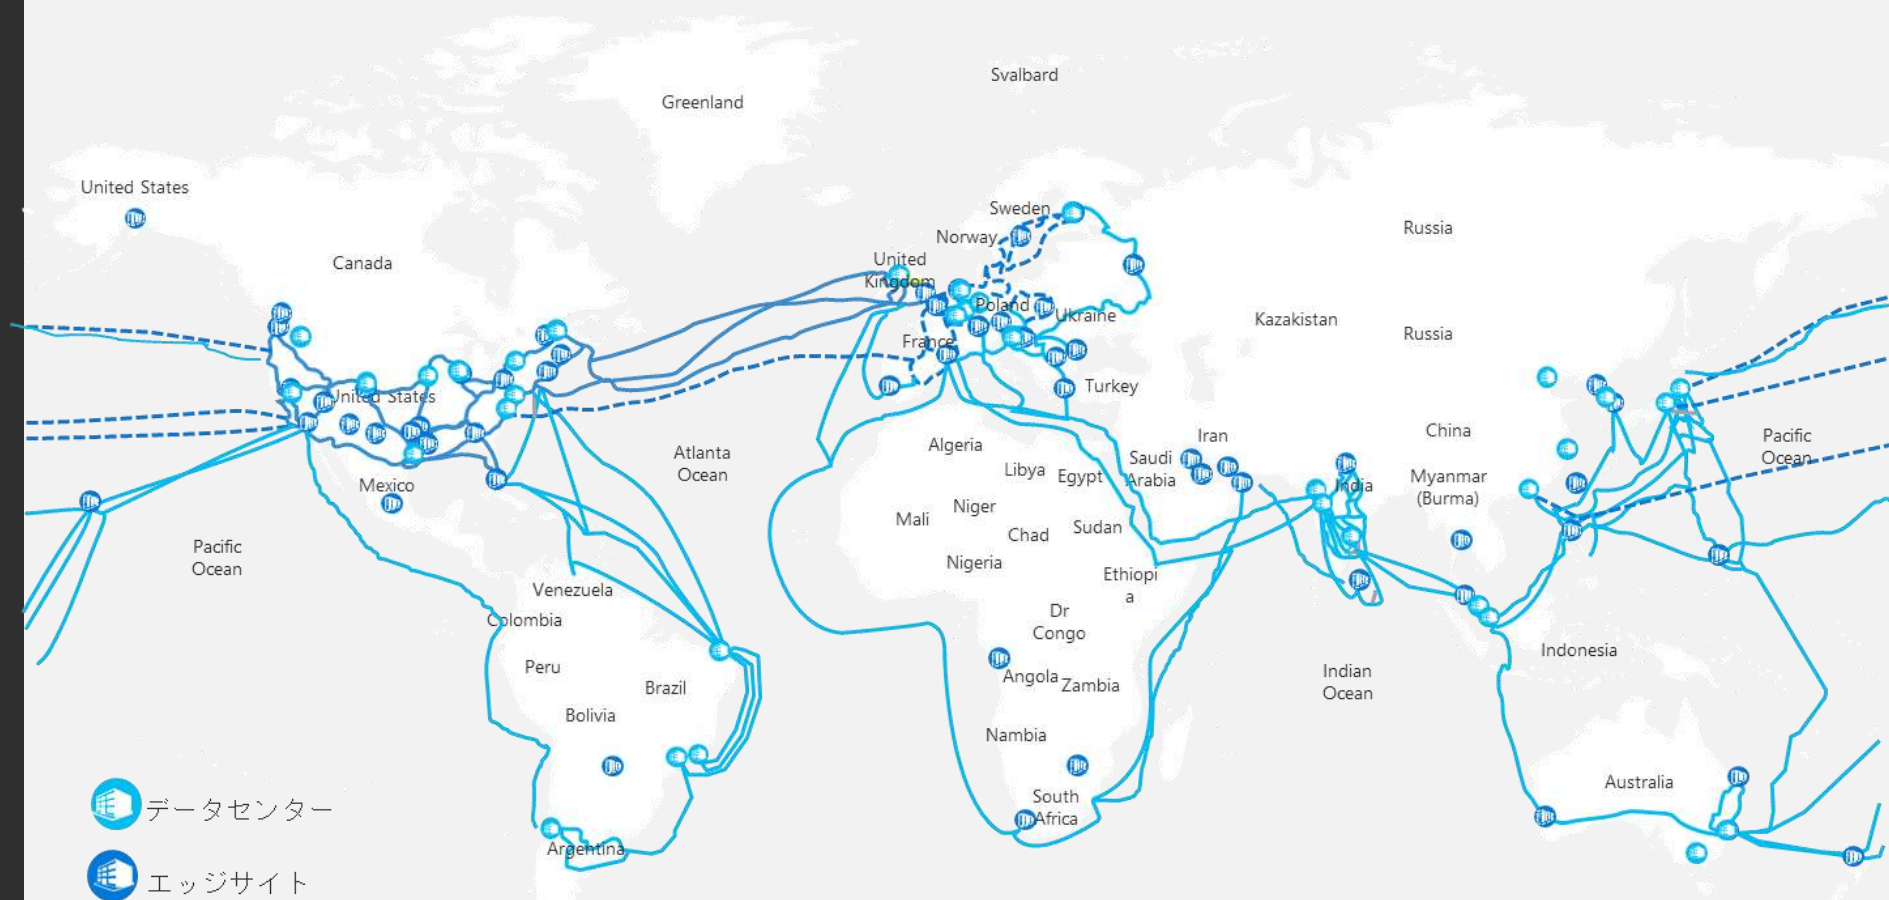 Svalbard
Greenland
United States
Sweden
Russia
Norway
Canada
United
Kingdom
Poland
Ukraine
Kazakistan
Russia
France
Turkey
United States
China
Pacific
Ocean
Iran
Algeria
Atlanta
Ocean
Saudi
Arabia
Libya
Egypt
Mexico
India
Myanmar
(Burma)
Niger
Mali
Sudan
Chad
Pacific
Ocean
Nigeria
Ethiopi
a
Venezuela
Colombia
Dr
Congo
Indonesia
Peru
Angola
Zambia
Indian
Ocean
Brazil
Bolivia
Nambia
Australia
South
Africa
データセンター
Argentina
エッジサイト